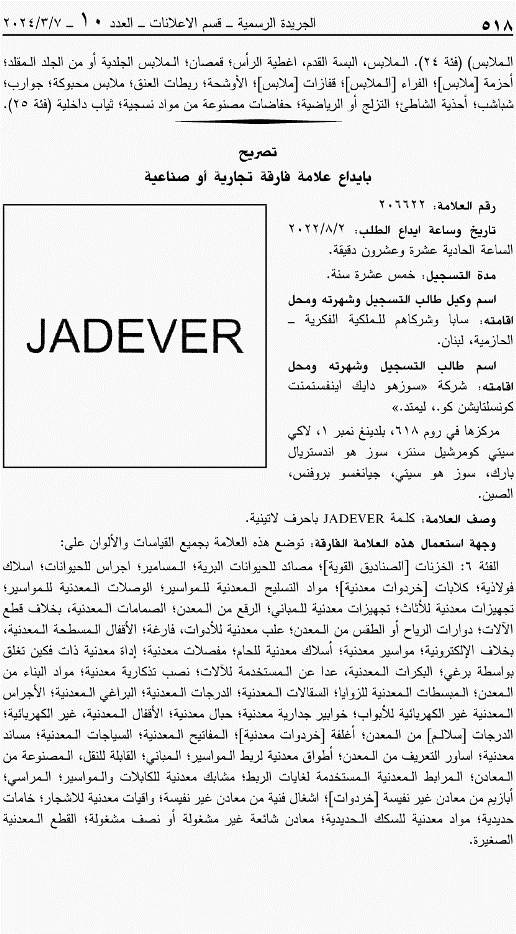 ٥١٨ الجريدة الرسمية ــ قسم الاعلانات ــ العدد ١٠ ــ ٢٠٢٤/٣/٧
الملابس) (فئة ٢٤). الملابس، البسة القدم، اغطية الرأس؛ قمصان؛ الملابس الجلدية أو من الجلد المقلد؛
أحزمة [ملابس]؛ الفراء [الملابس]؛ قفازات [ملابس]؛ الأوشحة؛ ربطات العنق؛ ملابس محبوكة؛ جوارب؛
شباشب؛ أحذية الشاطئ؛ التزلج أو الرياضية؛ حفاضات مصنوعة من مواد نسجية؛ ثياب داخلية (فئة ٢٥).
تصريح
بايداع علامة فارقة تجارية أو صناعية
رقم العلامة: ٢٠٦٦٢٢
تاريخ وساعة ايداع الطلب: ٢٠٢٢/٨/٢
الساعة الحادية عشرة وعشرون دقيقة.
مدة التسجيل: خمس عشرة سنة.
اسم وكيل طالب التسجيل وشهرته ومحل
اقامته: سابا وشركاهم للملكية الفكرية ــ
الحازمية، لبنان.
اسم طالب التسجيل وشهرته ومحل
اقامته: شركة «سوزهو دايك اينفستمنت
كونسلتايشن كو.، ليمتد.»
مركزها في روم ٦١٨، بلدينغ نمبر ١، لاكي
سيتي كومرشيل سنتر، سوز هو اندستريال
بارك، سوز هو سيتي، جيانغسو بروفنس،
الصين.
JADEVER
وصف العلامة: كلمة JADEVER باحرف لاتينية.
وجهة استعمال هذه العلامة الفارقة: توضع هذه العلامة بجميع القياسات والألوان على:
الفئة ٦: الخزنات [الصناديق القوية]؛ مصائد للحيوانات البرية؛ المسامير؛ اجراس للحيوانات؛ اسلاك
فولاذية؛ كلابات [خردوات معدنية]؛ مواد التسليح المعدنية للمواسير؛ الوصلات المعدنية للمواسير؛
تجهيزات معدنية للأثاث؛ تجهيزات معدنية للمباني؛ الرقع من المعدن؛ الصمامات المعدنية، بخلاف قطع
الآلات؛ دوارات الرياح أو الطقس من المعدن؛ علب معدنية للأدوات، فارغة؛ الأقفال المسطحة المعدنية،
بخلاف الإلكترونية؛ مواسير معدنية؛ أسلاك معدنية للحام؛ مفصلات معدنية؛ إداة معدنية ذات فكين تغلق
بواسطة برغي؛ البكرات المعدنية، عدا عن المستخدمة للآلات؛ نصب تذكارية معدنية؛ مواد البناء من
المعدن؛ المبسطات المعدنية للزوايا؛ السقالات المعدنية؛ الدرجات المعدنية؛ البراغي المعدنية؛ الأجراس
المعدنية غير الكهربائية للأبواب؛ خوابير جدارية معدنية؛ حبال معدنية؛ الأقفال المعدنية، غير الكهربائية؛
الدرجات [سلالم] من المعدن؛ أغلفة [خردوات معدنية]؛ المفاتيح المعدنية؛ السياجات المعدنية؛ مساند
معدنية؛ اساور التعريف من المعدن؛ أطواق معدنية لربط المواسير؛ المباني؛ القابلة للنقل، المصنوعة من
المعادن؛ المرابط المعدنية المستخدمة لغايات الربط؛ مشابك معدنية للكابلات والمواسير؛ المراسي؛
أبازيم من معادن غير نفيسة [خردوات]؛ اشغال فنية من معادن غير نفيسة؛ واقيات معدنية للاشجار؛ خامات
حديدية؛ مواد معدنية للسكك الحديدية؛ معادن شائعة غير مشغولة أو نصف مشغولة؛ القطع المعدنية
الصغيرة.